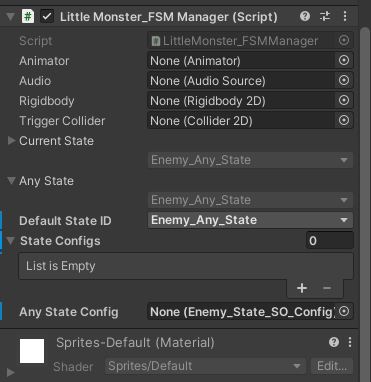 Little Monster_FSM Manager (Script)
Script LittleMonster_FSMManager
Animator None (Animator)
Audio None (Audio Source)
Rigidbody None (Rigidbody 2D)
Trigger Collider None (Collider 2D)
Current State
Enemy_Any_State
Any State
Enemy_Any_State
Default State ID Enemy_Any_State
State Configs 0
List is Empty
+ −
Any State Config None (Enemy_State_SO_Config)
Sprites-Default (Material)
Shader Sprites/Default Edit...